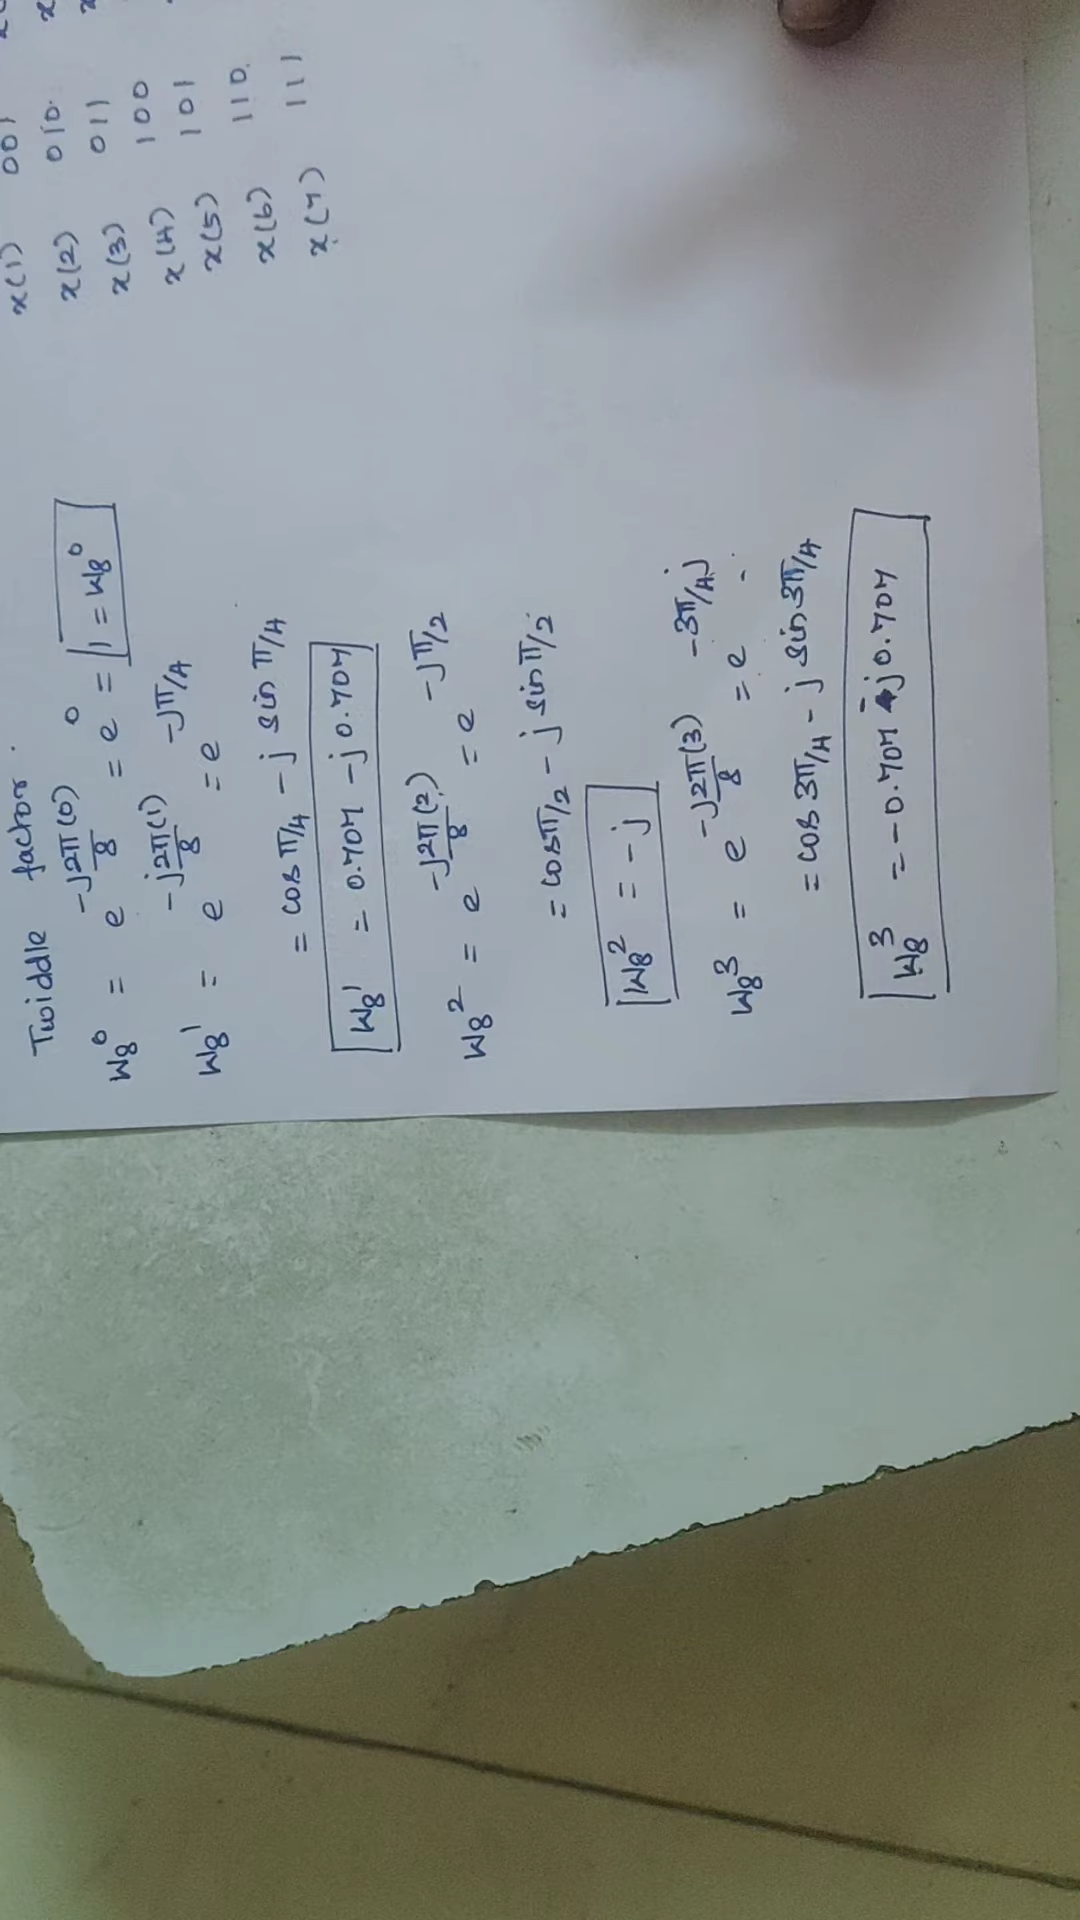 Twiddle factor.
W8^0 = e^(-j2π(0)/8) = e^0 = 1 = W8^0
W8^1 = e^(-j2π(1)/8) = e^(-jπ/4)
= cos π/4 - j sin π/4
W8^1 = 0.707 - j0.707
W8^2 = e^(-j2π(2)/8) = e^(-jπ/2)
= cos π/2 - j sin π/2
W8^2 = -j
W8^3 = e^(-j2π(3)/8) = e^(-3π/4 j)
= cos 3π/4 - j sin 3π/4
W8^3 = -0.707 - j0.707
x(1) 001
x(2) 010
x(3) 011
x(4) 100
x(5) 101
x(6) 110
x(7) 111